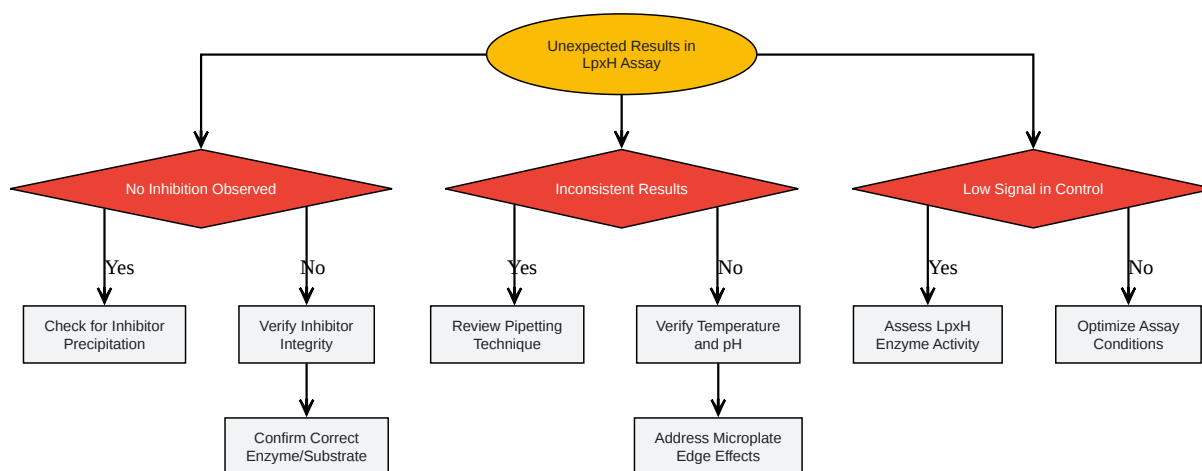 Unexpected Results in
LpxH Assay
No Inhibition Observed
Inconsistent Results
Low Signal in Control
Yes
No
Yes
No
Yes
No
Check for Inhibitor
Precipitation
Verify Inhibitor
Integrity
Review Pipetting
Technique
Verify Temperature
and pH
Assess LpxH
Enzyme Activity
Optimize Assay
Conditions
Confirm Correct
Enzyme/Substrate
Address Microplate
Edge Effects